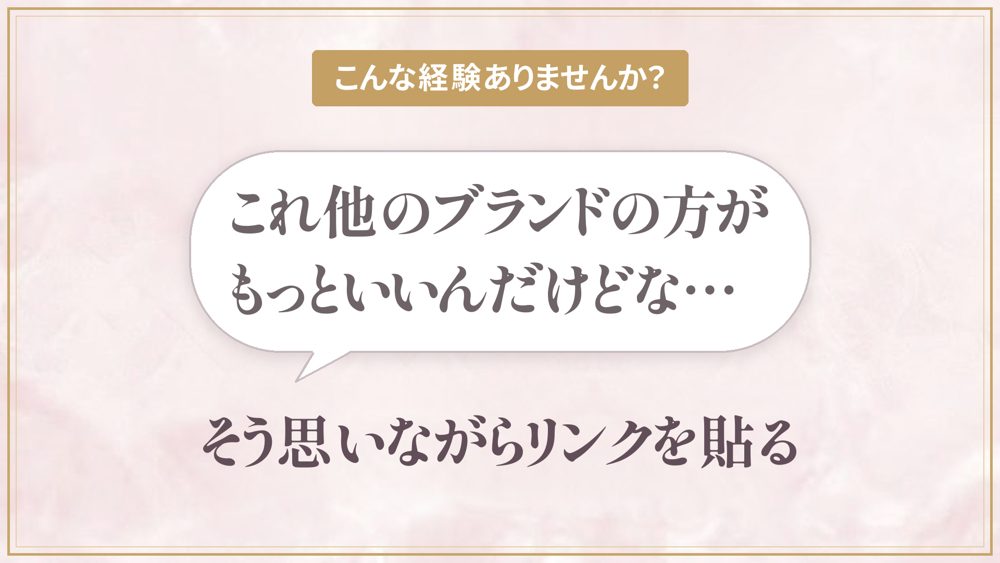 こんな経験ありませんか?
これ他のブランドの方が
もっといいんだけどな…
そう思いながらリンクを貼る